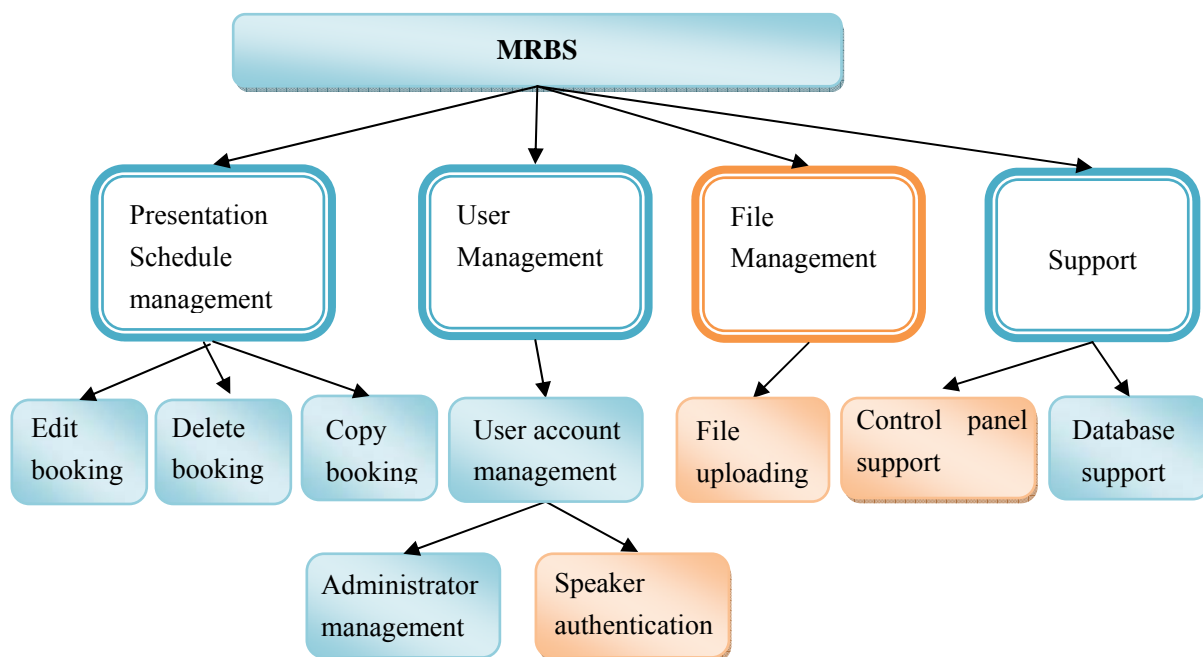 MRBS
Presentation
Schedule
management
User
Management
File
Management
Support
Edit
booking
Delete
booking
Copy
booking
User account
management
File
uploading
Control panel
support
Database
support
Administrator
management
Speaker
authentication